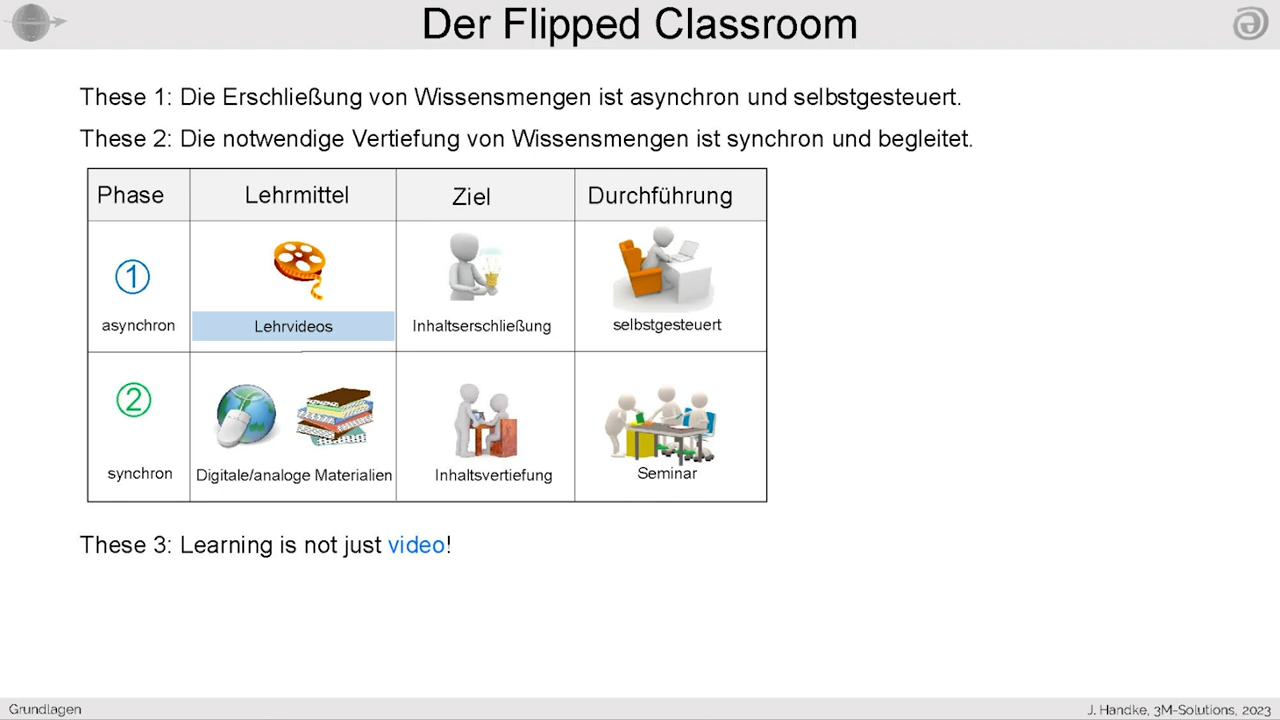 Der Flipped Classroom
These 1: Die Erschließung von Wissensmengen ist asynchron und selbstgesteuert.
These 2: Die notwendige Vertiefung von Wissensmengen ist synchron und begleitet.
Phase Lehrmittel Ziel Durchführung
1
asynchron Lehrvideos Inhaltserschließung selbstgesteuert
2
synchron Digitale/analoge Materialien Inhaltsvertiefung Seminar
These 3: Learning is not just video!
Grundlagen J. Handke, 3M-Solutions, 2023